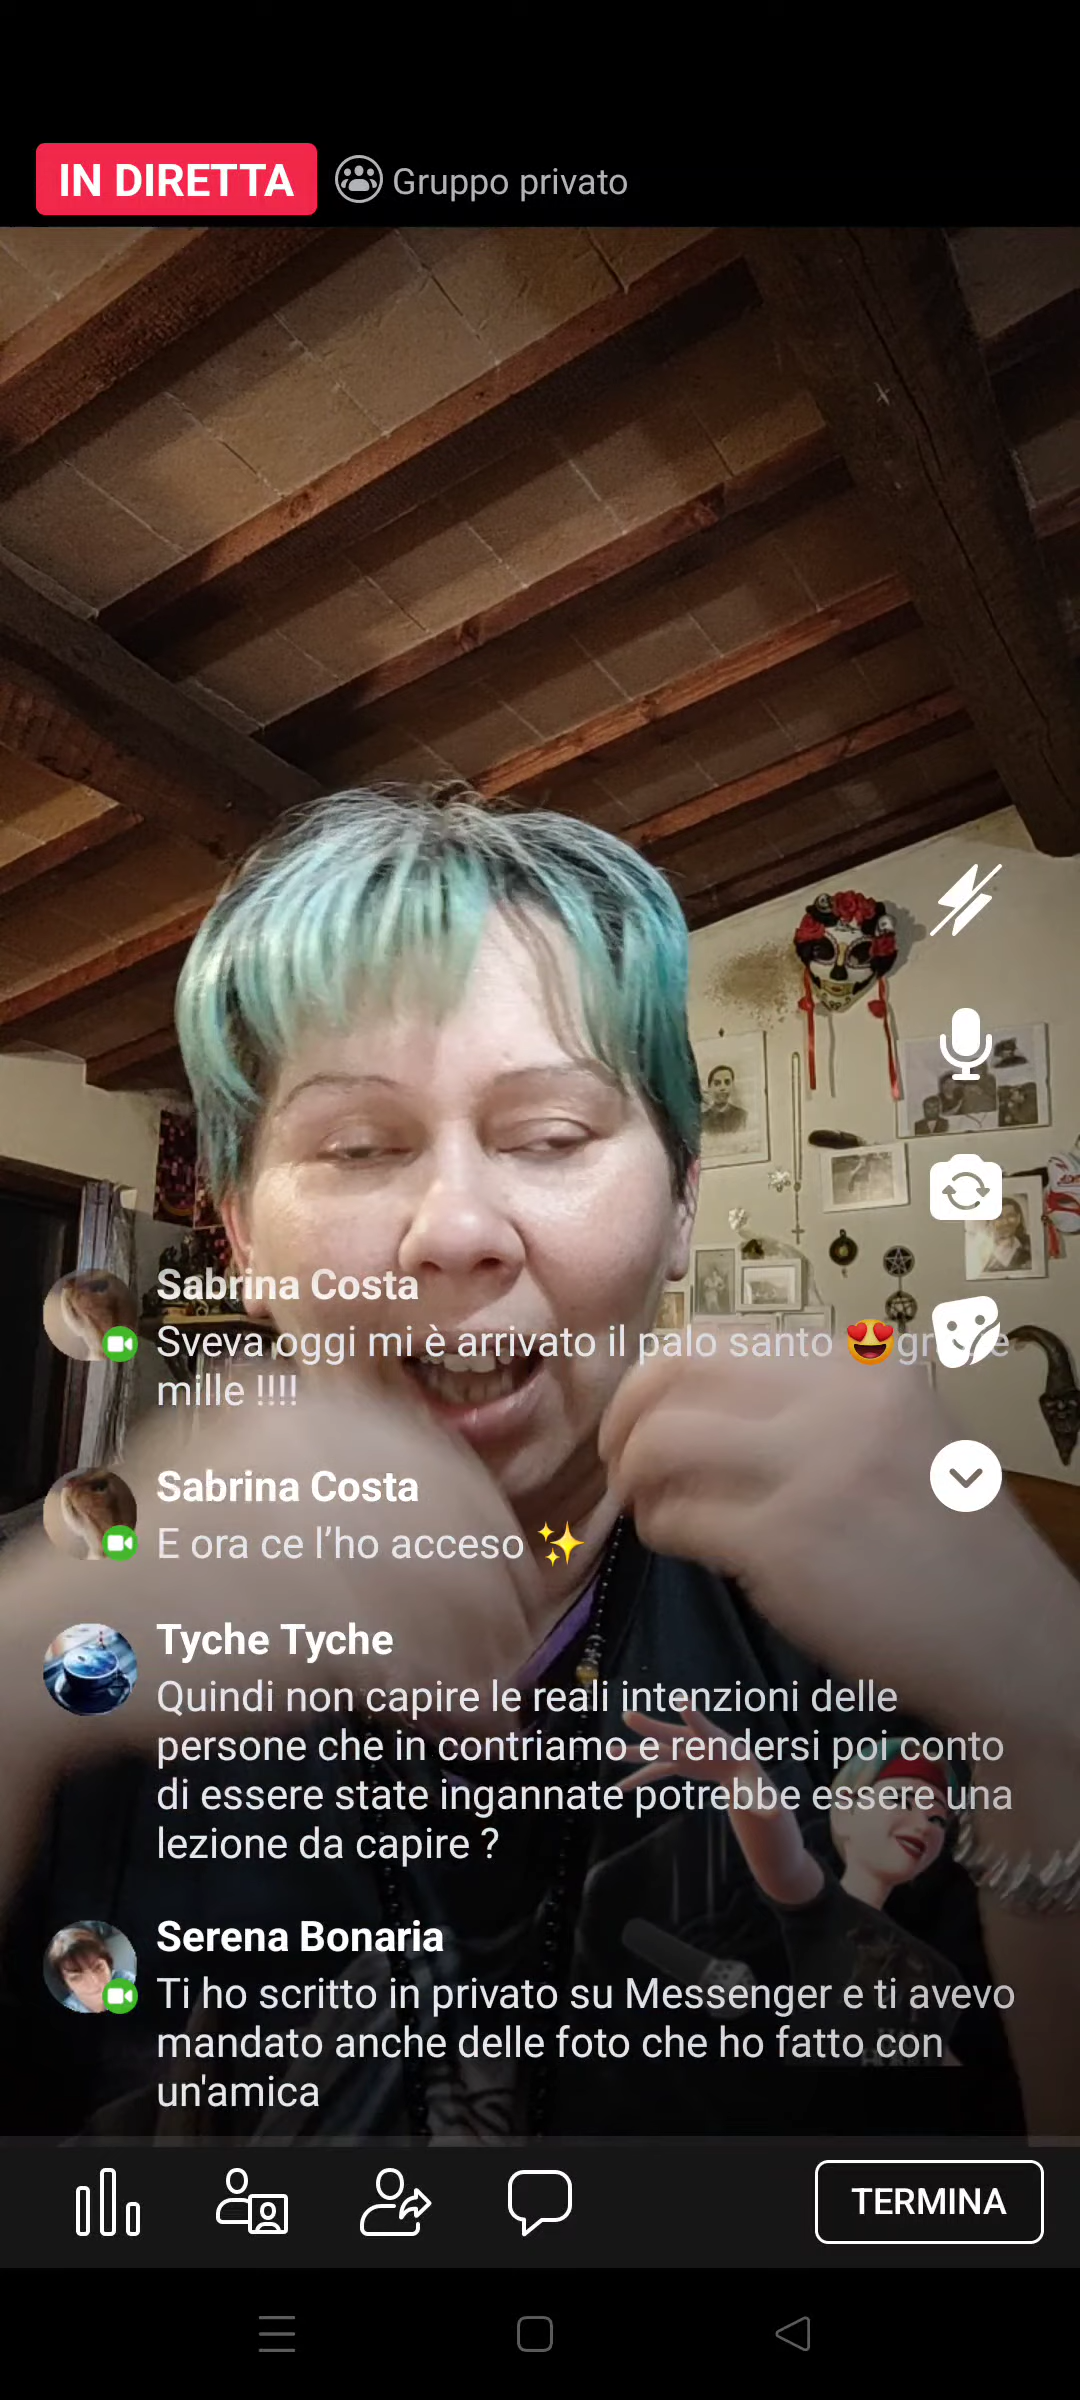 IN DIRETTA Gruppo privato
Sabrina Costa
Sveva oggi mi è arrivato il palo santo 😍
mille !!!!
Sabrina Costa
E ora ce l’ho acceso ✨
Tyche Tyche
Quindi non capire le reali intenzioni delle
persone che in contriamo e rendersi poi conto
di essere state ingannate potrebbe essere una
lezione da capire ?
Serena Bonaria
Ti ho scritto in privato su Messenger e ti avevo
mandato anche delle foto che ho fatto con
un'amica
TERMINA